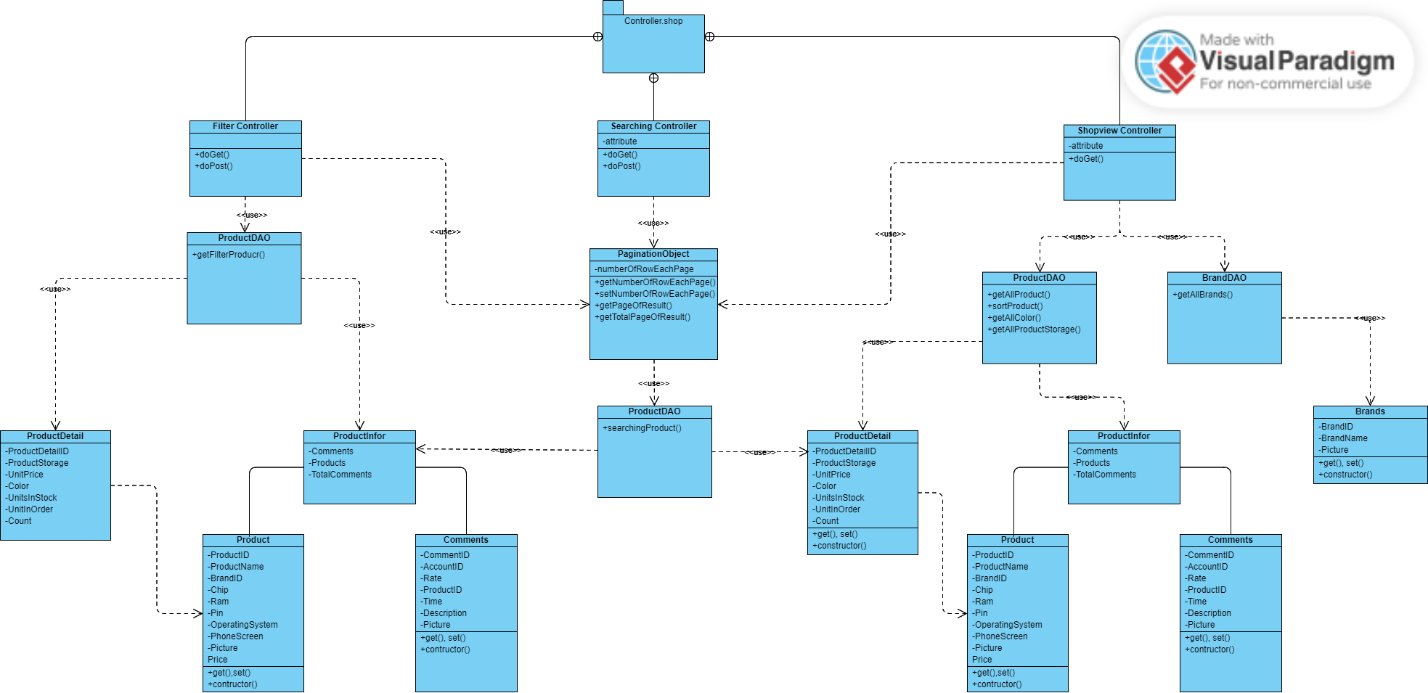 Controller.shop
Made with
Visual Paradigm
For non-commercial use
Filter Controller
+doGet()
+doPost()
Searching Controller
-attribute
+doGet()
+doPost()
Shopview Controller
-attribute
+doGet()
<<use>>
<<use>>
<<use>>
<<use>>
<<use>>
<<use>>
ProductDAO
+getFilterProducr()
PaginationObject
-numberOfRowEachPage
+getNumberOfRowEachPage()
+setNumberOfRowEachPage()
+getPageOfResult()
+getTotalPageOfResult()
ProductDAO
+getAllProduct()
+sortProduct()
+getAllColor()
+getAllProductStorage()
BrandDAO
+getAllBrands()
<<use>>
<<use>>
<<use>>
<<use>>
<<use>>
<<use>>
ProductDAO
+searchingProduct()
Brands
-BrandID
-BrandName
-Picture
+get(), set()
+constructor()
<<use>>
<<use>>
ProductDetail
-ProductDetailID
-ProductStorage
-UnitPrice
-Color
-UnitsInStock
-UnitInOrder
-Count
ProductInfor
-Comments
-Products
-TotalComments
ProductDetail
-ProductDetailID
-ProductStorage
-UnitPrice
-Color
-UnitsInStock
-UnitInOrder
-Count
+get(), set()
+constructor()
ProductInfor
-Comments
-Products
-TotalComments
Product
-ProductID
-ProductName
-BrandID
-Chip
-Ram
-Pin
-OperatingSystem
-PhoneScreen
-Picture
Price
+get(),set()
+contructor()
Comments
-CommentID
-AccountID
-Rate
-ProductID
-Time
-Description
-Picture
+get(), set()
+contructor()
Product
-ProductID
-ProductName
-BrandID
-Chip
-Ram
-Pin
-OperatingSystem
-PhoneScreen
-Picture
Price
+get(),set()
+contructor()
Comments
-CommentID
-AccountID
-Rate
-ProductID
-Time
-Description
-Picture
+get(), set()
+contructor()